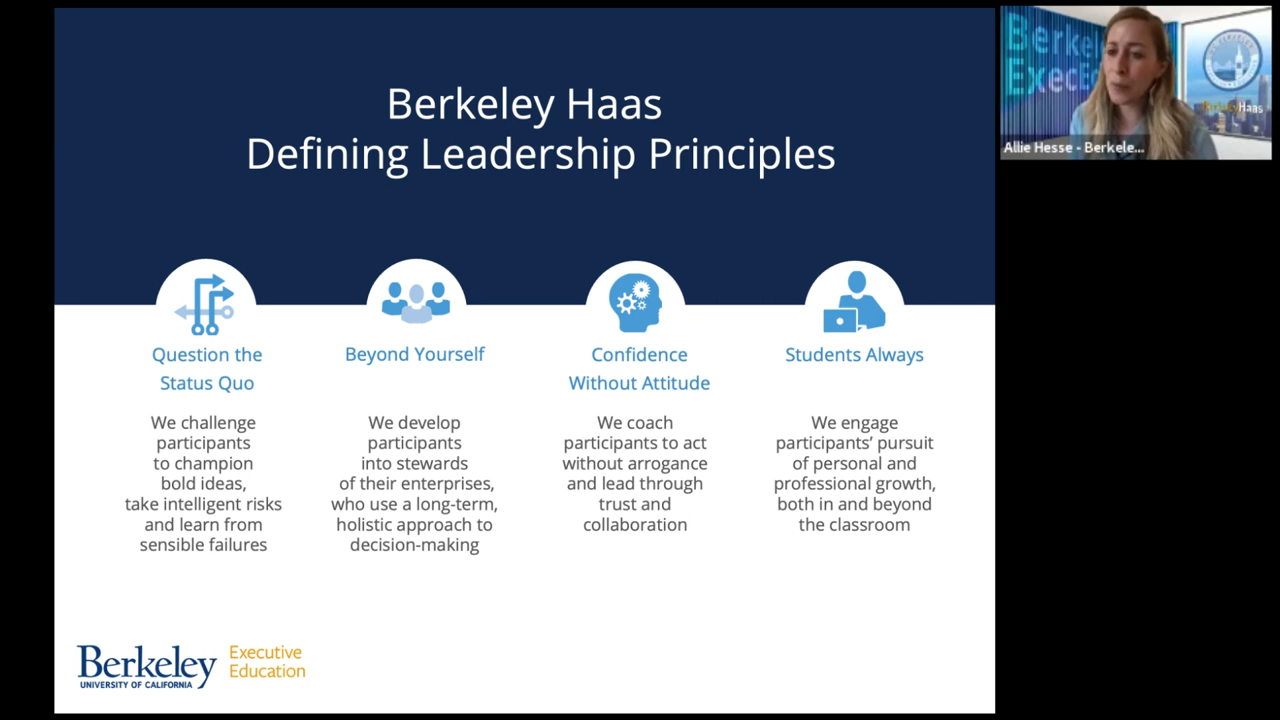 Berkeley Haas
Defining Leadership Principles
Question the
Status Quo
We challenge
participants
to champion
bold ideas,
take intelligent risks
and learn from
sensible failures
Beyond Yourself
We develop
participants
into stewards
of their enterprises,
who use a long-term,
holistic approach to
decision-making
Confidence
Without Attitude
We coach
participants to act
without arrogance
and lead through
trust and
collaboration
Students Always
We engage
participants’ pursuit
of personal and
professional growth,
both in and beyond
the classroom
Berkeley
UNIVERSITY OF CALIFORNIA
Executive
Education
Berkel
ExecE
Haas
Allie Hesse - Berkele...